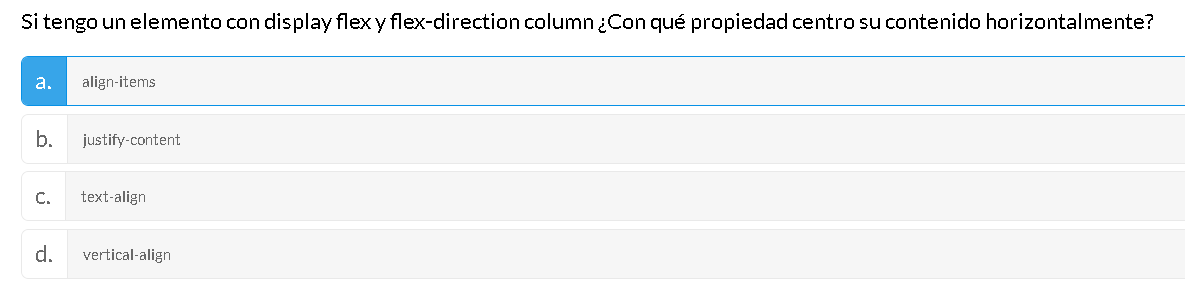 Si tengo un elemento con display flex y flex-direction column ¿Con qué propiedad centro su contenido horizontalmente?
a. align-items
b. justify-content
c. text-align
d. vertical-align